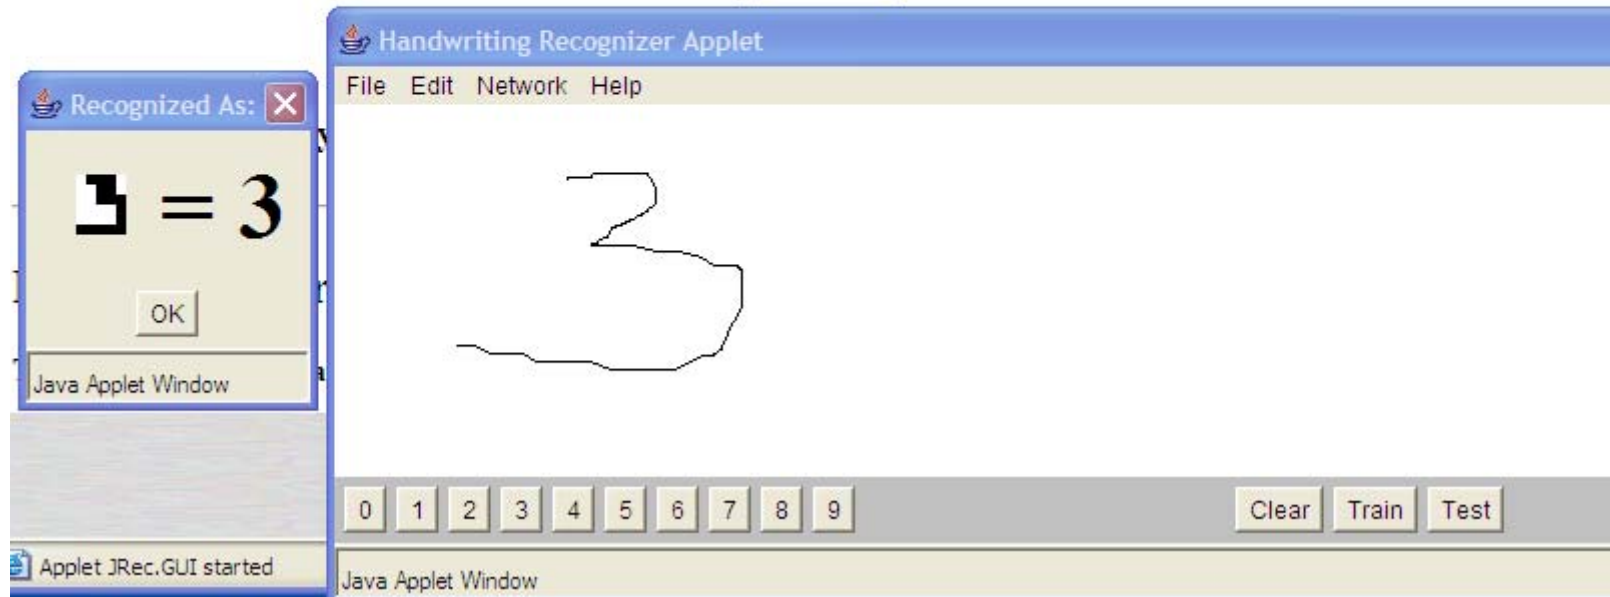 Handwriting Recognizer Applet
File Edit Network Help
Recognized As:
3 = 3
OK
Java Applet Window
3
0 1 2 3 4 5 6 7 8 9
Clear Train Test
Applet JRec.GUI started
Java Applet Window